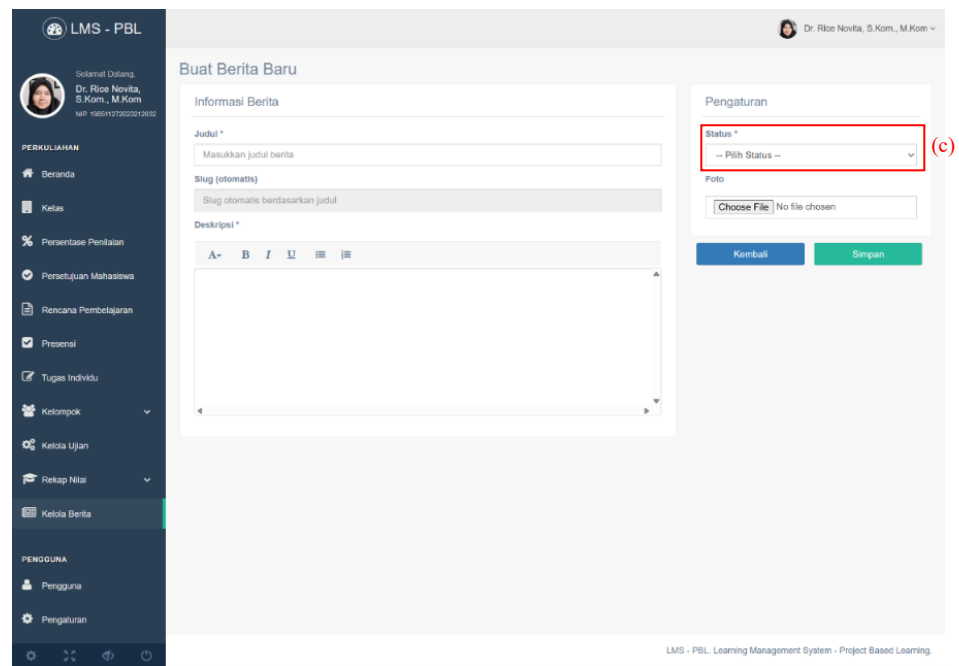 LMS - PBL
Dr. Rice Novita, S.Kom., M.Kom
Selamat Datang,
Dr. Rice Novita,
S.Kom., M.Kom
NIP. 198511272023212032
PERKULIAHAN
Beranda
Kelas
Persentase Penilaian
Persetujuan Mahasiswa
Rencana Pembelajaran
Presensi
Tugas Individu
Kelompok
Kelola Ujian
Rekap Nilai
Kelola Berita
PENGGUNA
Pengguna
Pengaturan
Buat Berita Baru
Informasi Berita
Judul *
Masukkan judul berita
Slug (otomatis)
Slug otomatis berdasarkan judul
Deskripsi *
A B I U
Pengaturan
Status *
-- Pilih Status --
(c)
Foto
Choose File No file chosen
Kembali Simpan
LMS - PBL. Learning Management System - Project Based Learning.